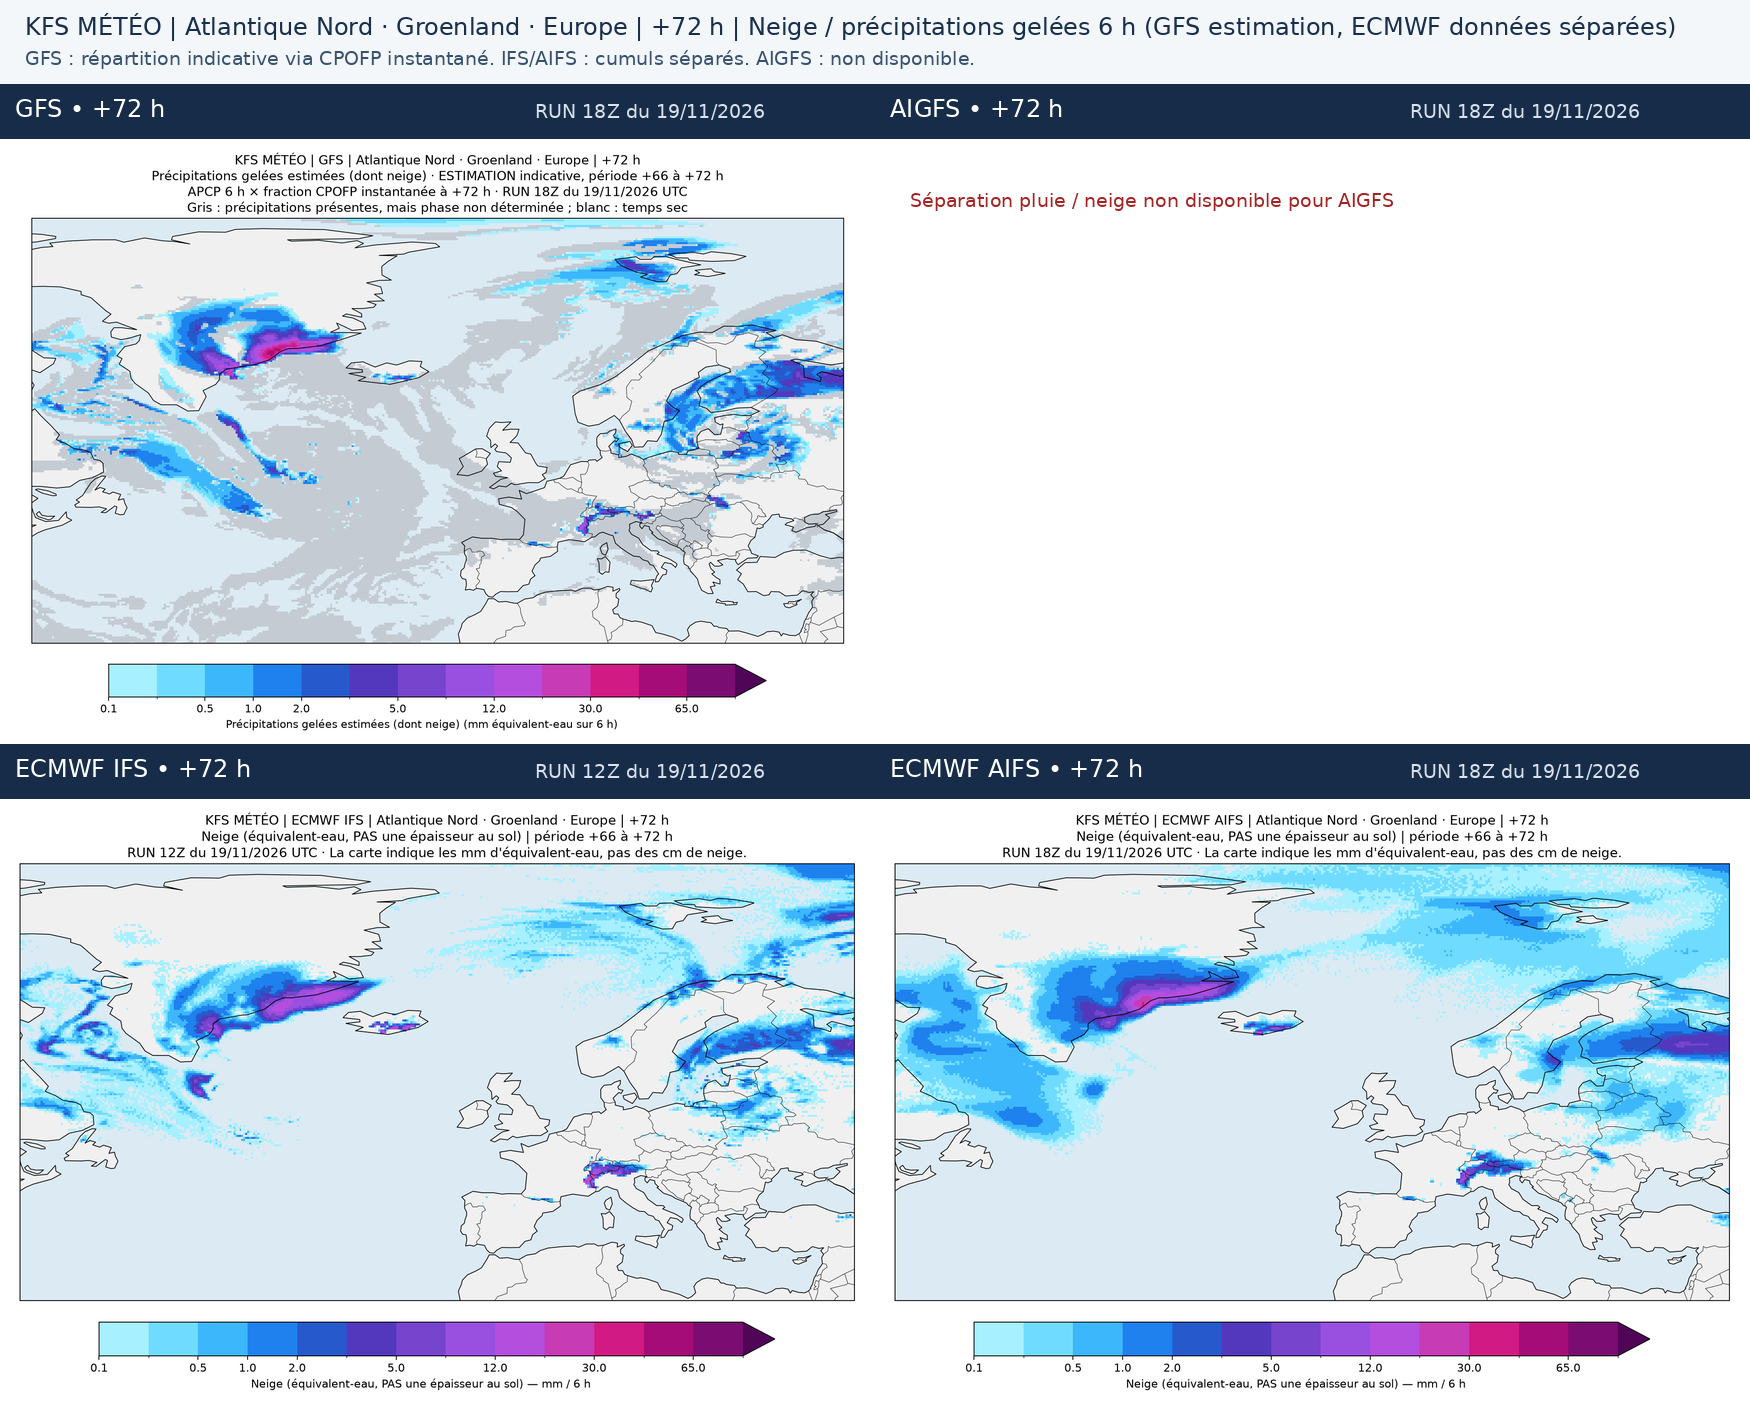 KFS MÉTÉO | Atlantique Nord · Groenland · Europe | +72 h | Neige / précipitations gelées 6 h (GFS estimation, ECMWF données séparées)
GFS : répartition indicative via CPOFP instantané. IFS/AIFS : cumuls séparés. AIGFS : non disponible.
GFS • +72 h
RUN 18Z du 19/11/2026
AIGFS • +72 h
RUN 18Z du 19/11/2026
KFS MÉTÉO | GFS | Atlantique Nord · Groenland · Europe | +72 h
Précipitations gelées estimées (dont neige) · ESTIMATION indicative, période +66 à +72 h
APCP 6 h × fraction CPOFP instantanée à +72 h · RUN 18Z du 19/11/2026 UTC
Gris : précipitations présentes, mais phase non déterminée ; blanc : temps sec
Séparation pluie / neige non disponible pour AIGFS
0.1 0.5 1.0 2.0 5.0 12.0 30.0 65.0
Précipitations gelées estimées (dont neige) (mm équivalent-eau sur 6 h)
ECMWF IFS • +72 h
RUN 12Z du 19/11/2026
ECMWF AIFS • +72 h
RUN 18Z du 19/11/2026
KFS MÉTÉO | ECMWF IFS | Atlantique Nord · Groenland · Europe | +72 h
Neige (équivalent-eau, PAS une épaisseur au sol) | période +66 à +72 h
RUN 12Z du 19/11/2026 UTC · La carte indique les mm d'équivalent-eau, pas des cm de neige.
0.1 0.5 1.0 2.0 5.0 12.0 30.0 65.0
Neige (équivalent-eau, PAS une épaisseur au sol) — mm / 6 h
KFS MÉTÉO | ECMWF AIFS | Atlantique Nord · Groenland · Europe | +72 h
Neige (équivalent-eau, PAS une épaisseur au sol) | période +66 à +72 h
RUN 18Z du 19/11/2026 UTC · La carte indique les mm d'équivalent-eau, pas des cm de neige.
0.1 0.5 1.0 2.0 5.0 12.0 30.0 65.0
Neige (équivalent-eau, PAS une épaisseur au sol) — mm / 6 h